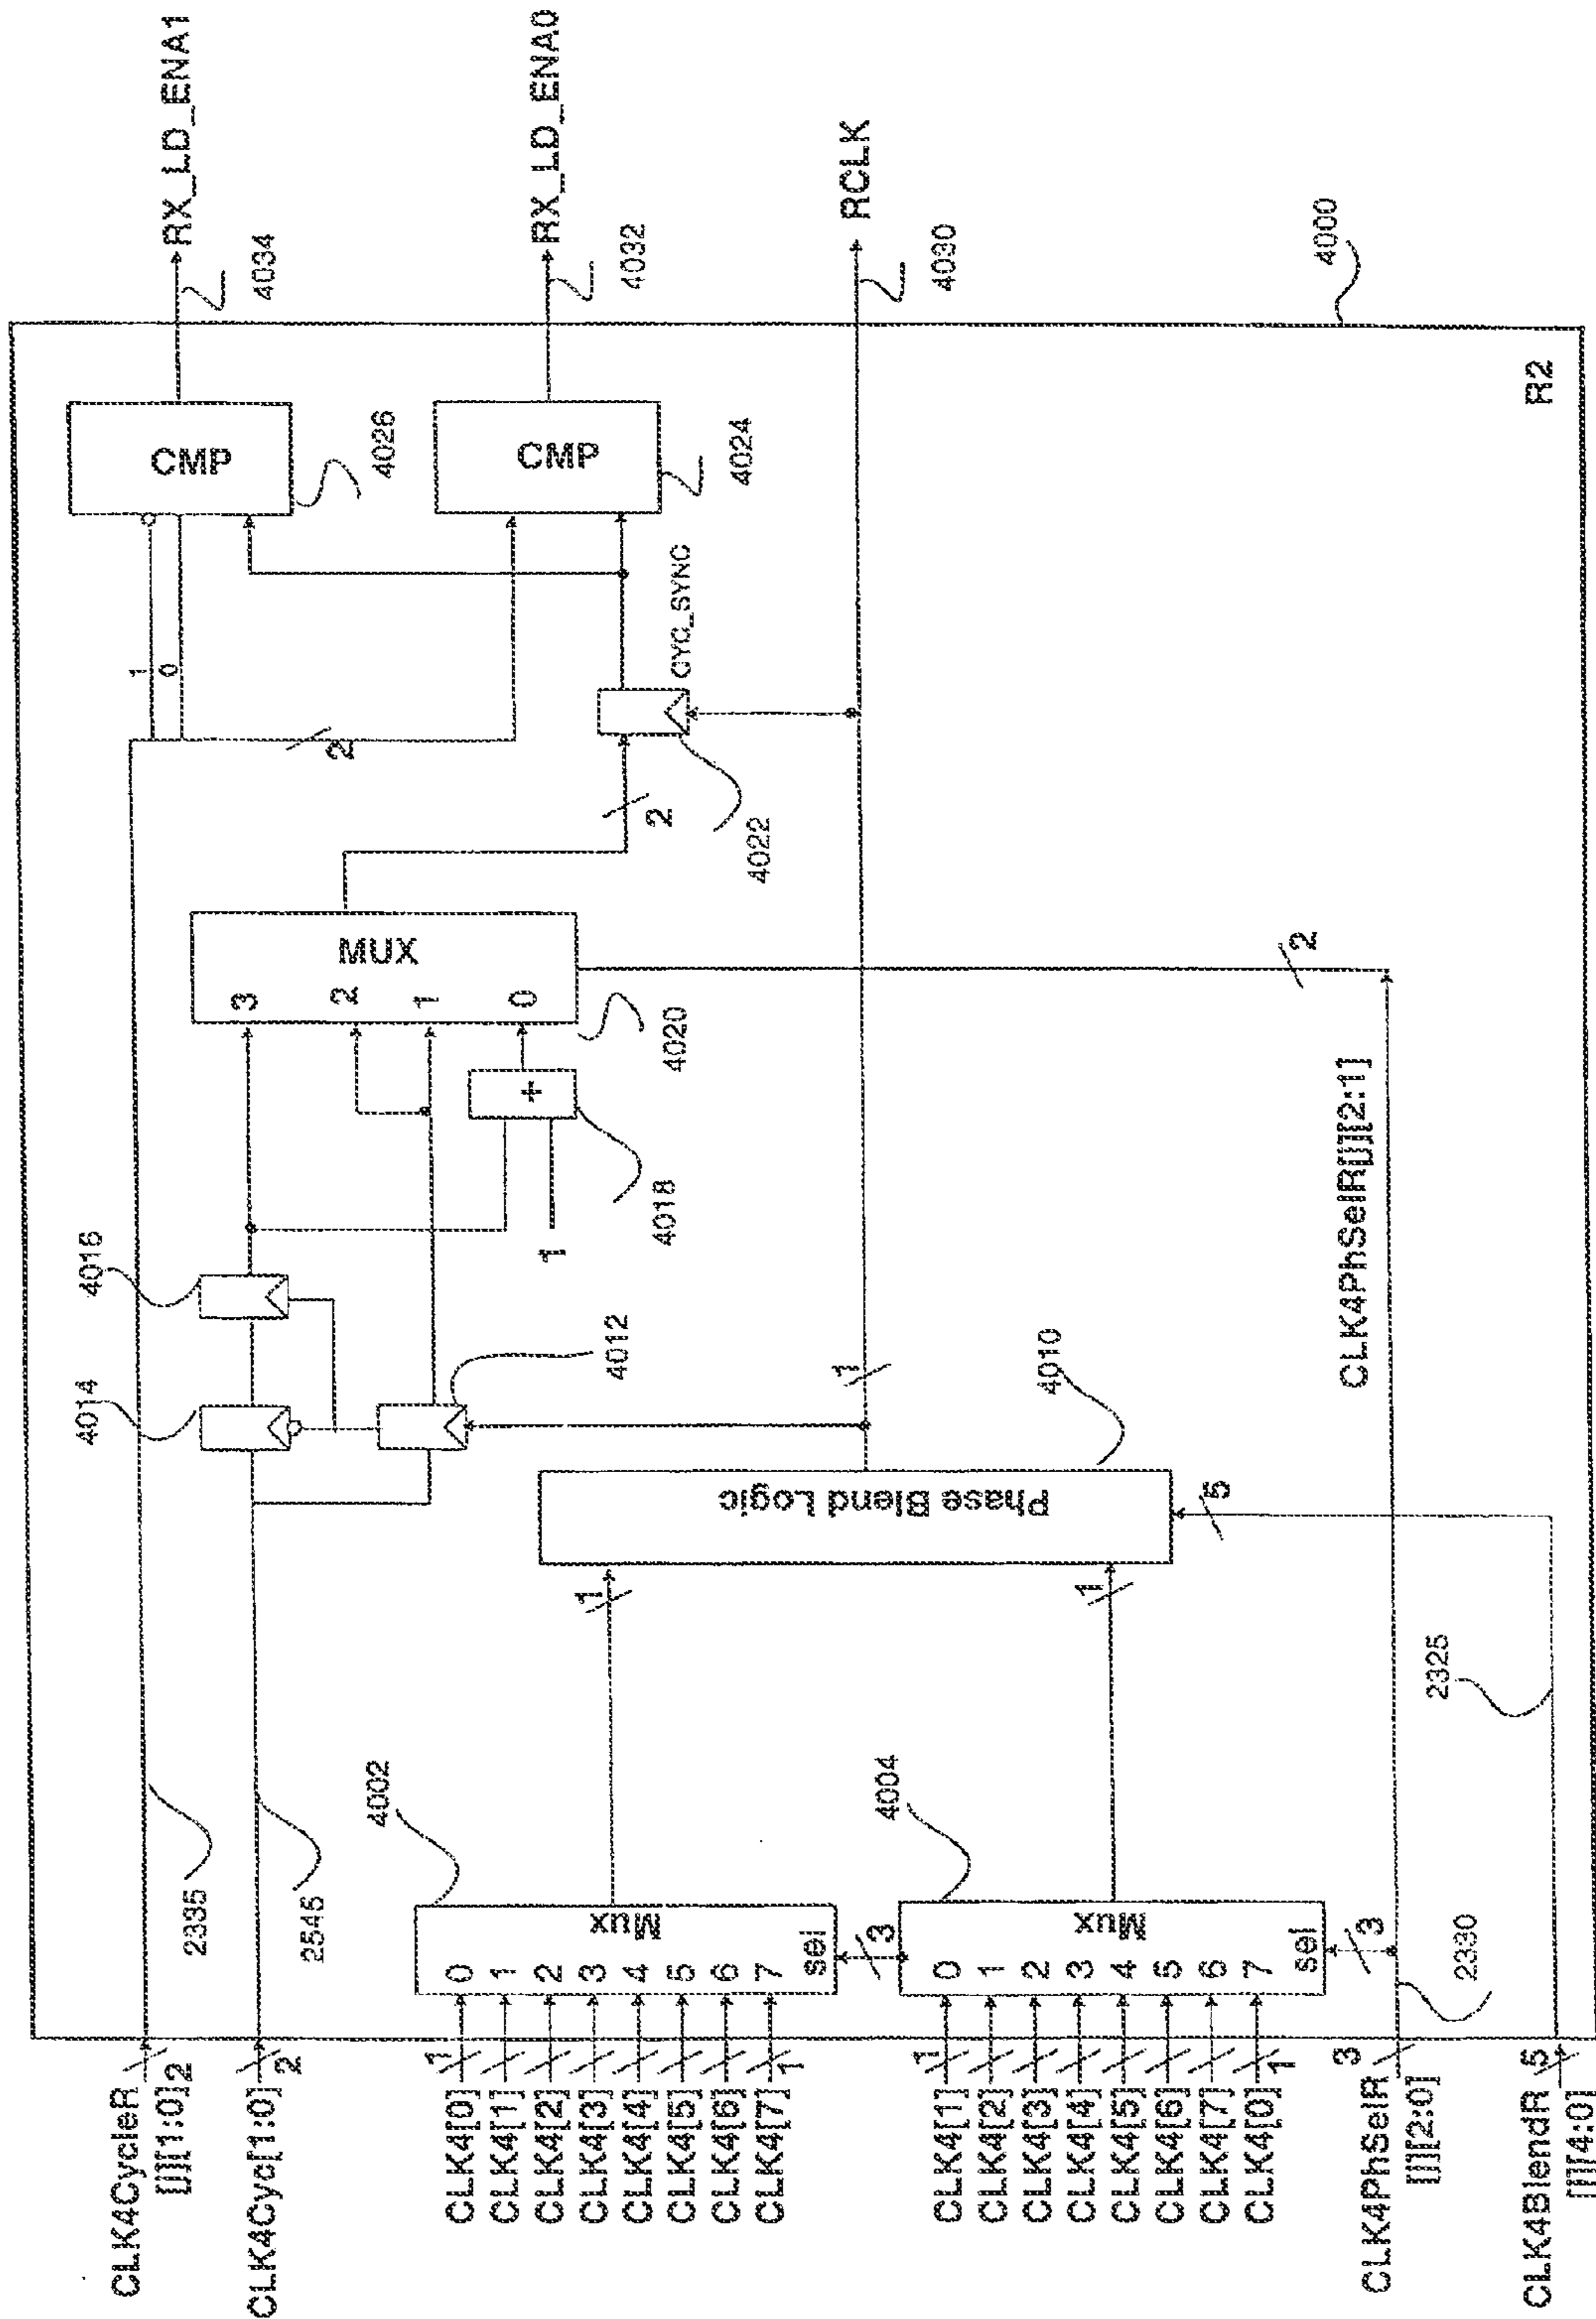 CLK4CycleR
[i][1:0]
2
CLK4Cyc[1:0]
2
CLK4[0]
CLK4[1]
CLK4[2]
CLK4[3]
CLK4[4]
CLK4[5]
CLK4[6]
CLK4[7]
1
1
CLK4[1]
CLK4[2]
CLK4[3]
CLK4[4]
CLK4[5]
CLK4[6]
CLK4[7]
CLK4[0]
1
1
CLK4PhSelR
[i][2:0]
3
CLK4BlendR
[i][4:0]
5
2335
2545
4002
Mux
0
1
2
3
4
5
6
7
sel
3
4004
Mux
0
1
2
3
4
5
6
7
sel
3
2330
2325
1
1
5
Phase Blend Logic
4010
4014
4016
4012
1
1
4018
+
CLK4PhSelR[i][2:1]
2
MUX
3
2
1
0
4020
2
4022
CYC_SYNC
2
1
0
CMP
4026
CMP
4024
R2
4000
RX_LD_ENA1
4034
RX_LD_ENA0
4032
RCLK
4030